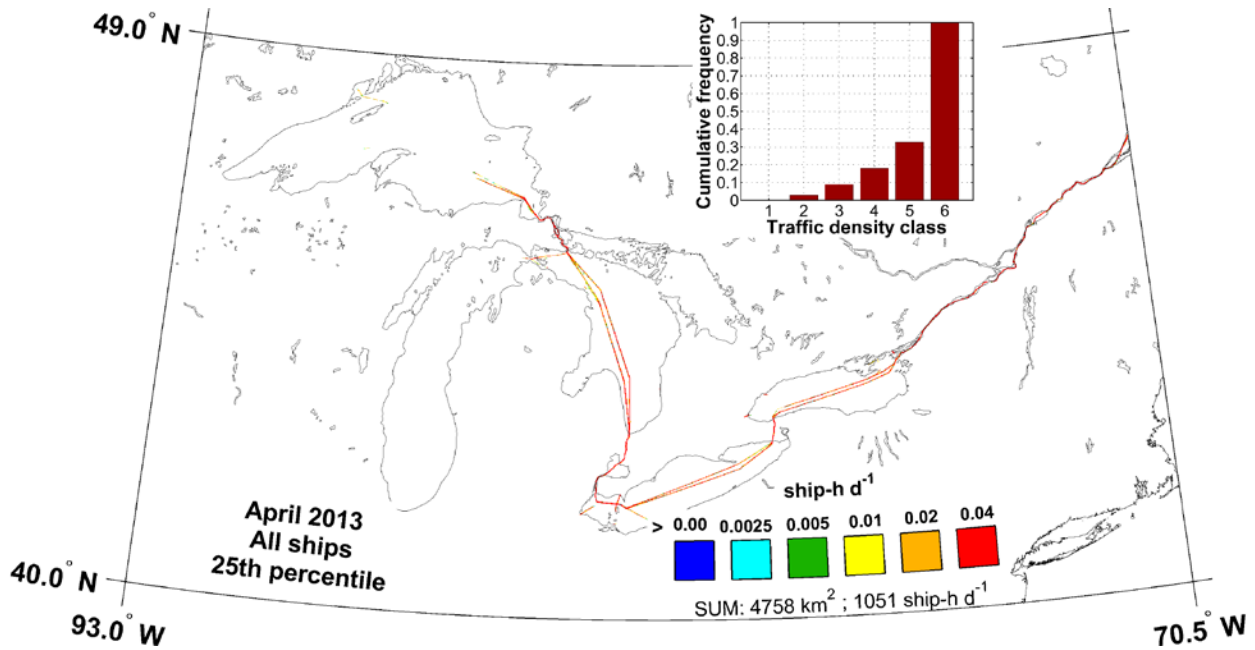 49.0° N
1
0.9
0.8
0.7
0.6
0.5
0.4
0.3
0.2
0.1
0
Cumulative frequency
1 2 3 4 5 6
Traffic density class
April 2013
All ships
25th percentile
ship-h d⁻¹
> 0.00 0.0025 0.005 0.01 0.02 0.04
SUM: 4758 km² ; 1051 ship-h d⁻¹
40.0° N
93.0° W
70.5° W